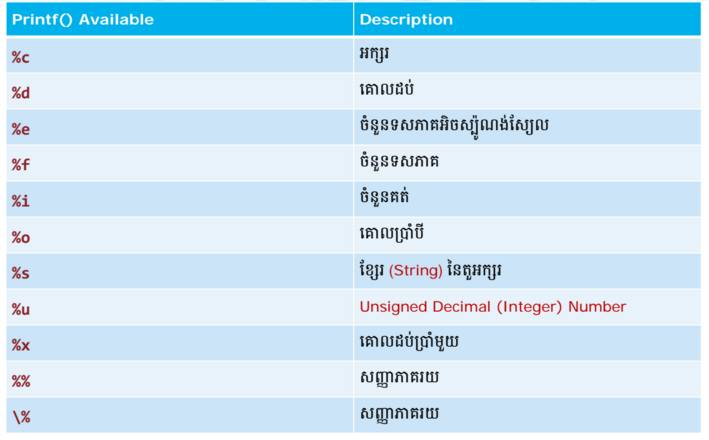 Printf() Available Description
%c អក្សរ
%d គោលដប់
%e ចំនួនទសភាគអិចស្ប៉ូណង់ស្យែល
%f ចំនួនទសភាគ
%i ចំនួនគត់
%o គោលប្រាំបី
%s ខ្សែរ (String) នៃតួអក្សរ
%u Unsigned Decimal (Integer) Number
%x គោលដប់ប្រាំមួយ
%% សញ្ញាភាគរយ
\% សញ្ញាភាគរយ